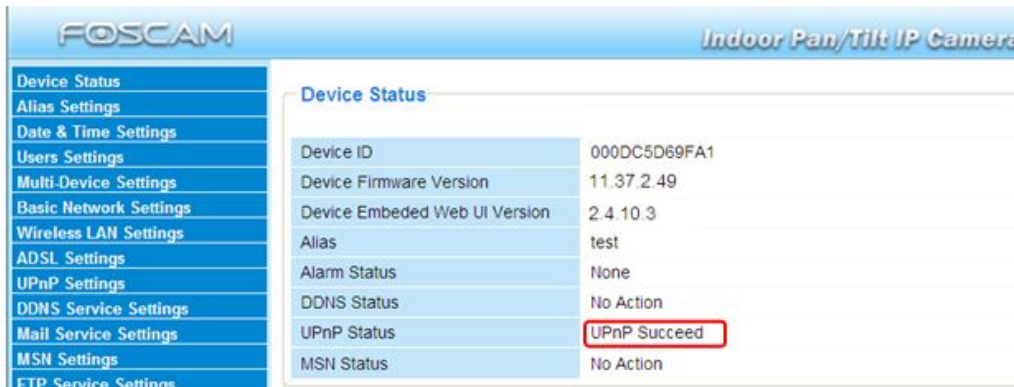 FOSCAM
Indoor Pan/Tilt IP Camera
Device Status
Alias Settings
Date & Time Settings
Users Settings
Multi-Device Settings
Basic Network Settings
Wireless LAN Settings
ADSL Settings
UPnP Settings
DDNS Service Settings
Mail Service Settings
MSN Settings
FTP Service Settings
Device Status
Device ID 000DC5D69FA1
Device Firmware Version 11.37.2.49
Device Embeded Web UI Version 2.4.10.3
Alias test
Alarm Status None
DDNS Status No Action
UPnP Status UPnP Succeed
MSN Status No Action